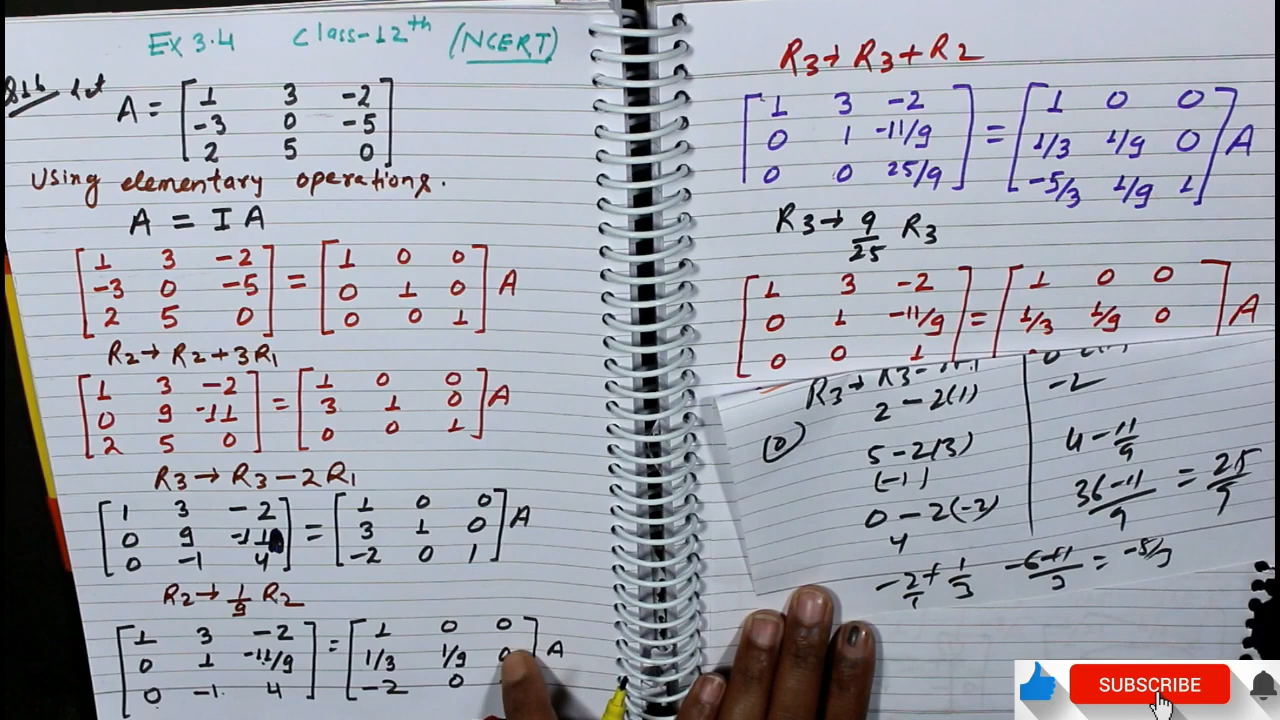 Ex 3.4 Class-12th (NCERT)
A = [ 1 3 -2
-3 0 -5
2 5 0 ]
Using elementary operations.
A = I A
[ 1 3 -2 ] = [ 1 0 0 ]
[ -3 0 -5 ] [ 0 1 0 ] A
[ 2 5 0 ] [ 0 0 1 ]
R2→ R2+3R1
[ 1 3 -2 ] = [ 1 0 0 ]
[ 0 9 -11 ] [ 3 1 0 ] A
[ 2 5 0 ] [ 0 0 1 ]
R3→ R3-2R1
[ 1 3 -2 ] = [ 1 0 0 ]
[ 0 9 -11 ] [ 3 1 0 ] A
[ 0 -1 4 ] [ -2 0 1 ]
R2→ 1/9 R2
[ 1 3 -2 ] = [ 1 0 0 ]
[ 0 1 -11/9 ] [ 1/3 1/9 0 ] A
[ 0 -1 4 ] [ -2 0
R3→R3+R2
[ 1 3 -2 ] = [ 1 0 0 ]
[ 0 1 -11/9 ] [ 1/3 1/9 0 ] A
[ 0 0 25/9 ] [ -5/3 1/9 1 ]
R3→ 9/25 R3
[ 1 3 -2 ] = [ 1 0 0 ]
[ 0 1 -11/9 ] [ 1/3 1/9 0 ] A
[ 0 0 1
R3→ R3-
2-2(1)
(0)
5-2(3)
(-1)
0-2(-2)
4
-2
4-11/9
36-11/9 = 25/9
-2/1+1/3 -6+1/3 = -5/3
SUBSCRIBE